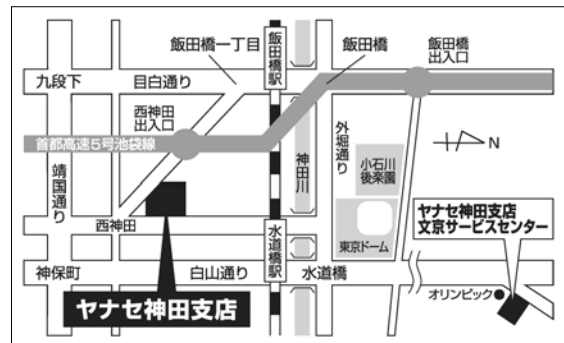 飯田橋一丁目
飯田橋駅
飯田橋
飯田橋
出入口
九段下
目白通り
西神田
出入口
首都高速5号池袋線
靖国通り
神田川
外堀通り
小石川
後楽園
N
西神田
水道橋駅
東京ドーム
ヤナセ神田支店
文京サービスセンター
神保町
白山通り
水道橋
オリンピック
ヤナセ神田支店